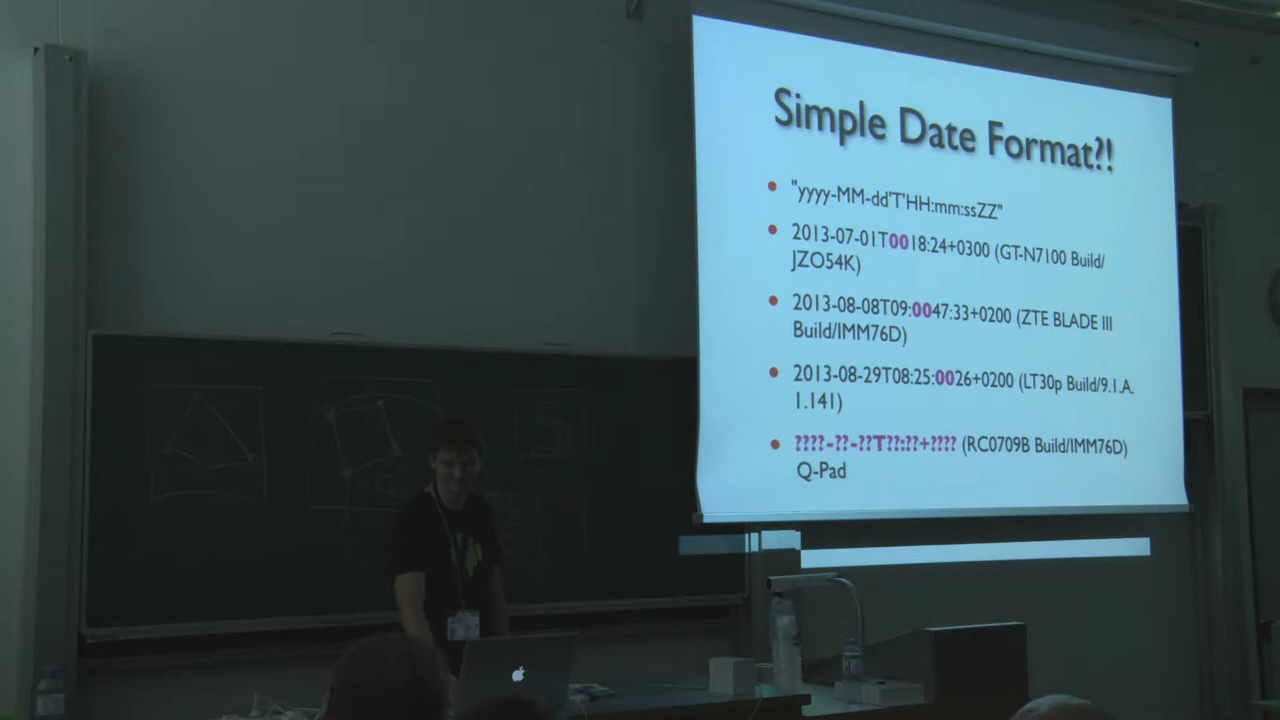 Simple Date Format?!
"yyyy-MM-dd'T'HH:mm:ssZZ"
2013-07-01T0018:24+0300 (GT-N7100 Build/
JZO54K)
2013-08-08T09:0047:33+0200 (ZTE BLADE III
Build/IMM76D)
2013-08-29T08:25:0026+0200 (LT30p Build/9.1.A.
1.141)
????-??-??T??:??+???? (RC0709B Build/IMM76D)
Q-Pad